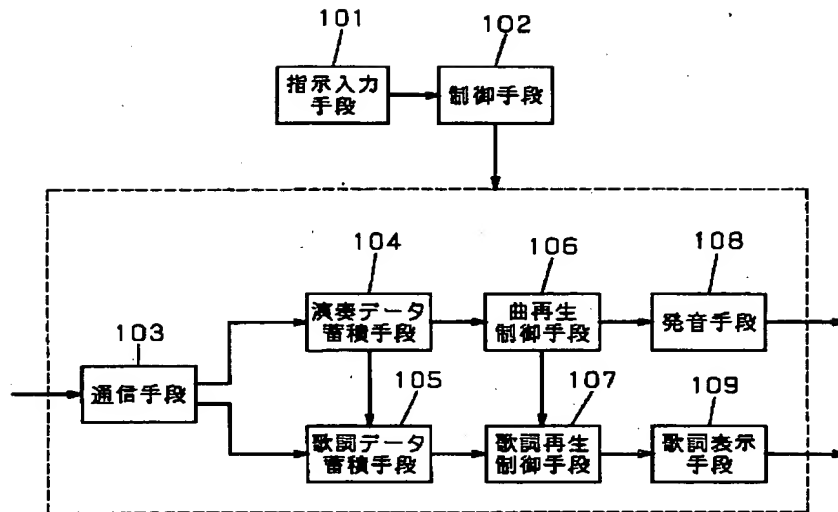 101
102
指示入力
手段
制御手段
104
106
108
演奏データ
蓄積手段
曲再生
制御手段
発音手段
103
通信手段
105
107
109
歌詞データ
蓄積手段
歌詞再生
制御手段
歌詞表示
手段